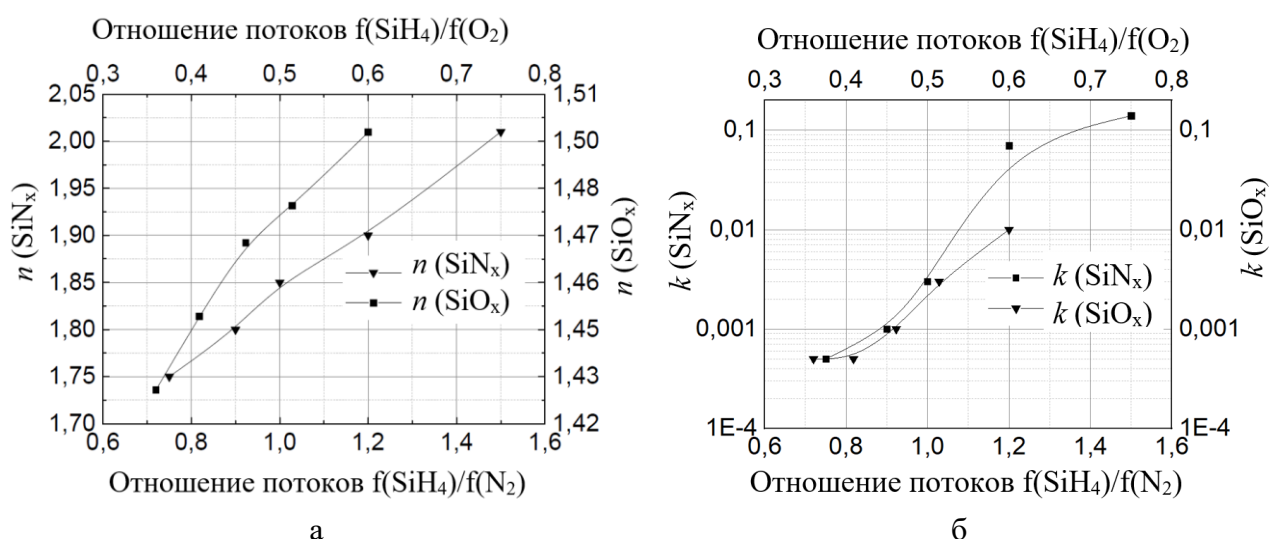 Отношение потоков f(SiH₄)/f(O₂)
0,3 0,4 0,5 0,6 0,7 0,8
2,05 1,51
2,00 1,50
1,95 1,48
1,90 1,47
1,85 1,46
1,80 1,45
1,75 1,43
1,70 1,42
n (SiNₓ)
n (SiOₓ)
n (SiNₓ)
n (SiOₓ)
0,6 0,8 1,0 1,2 1,4 1,6
Отношение потоков f(SiH₄)/f(N₂)
а
Отношение потоков f(SiH₄)/f(O₂)
0,3 0,4 0,5 0,6 0,7 0,8
0,1 0,1
0,01 0,01
0,001 0,001
1E-4 1E-4
k (SiNₓ)
k (SiNₓ)
k (SiOₓ)
k (SiOₓ)
0,6 0,8 1,0 1,2 1,4 1,6
Отношение потоков f(SiH₄)/f(N₂)
б